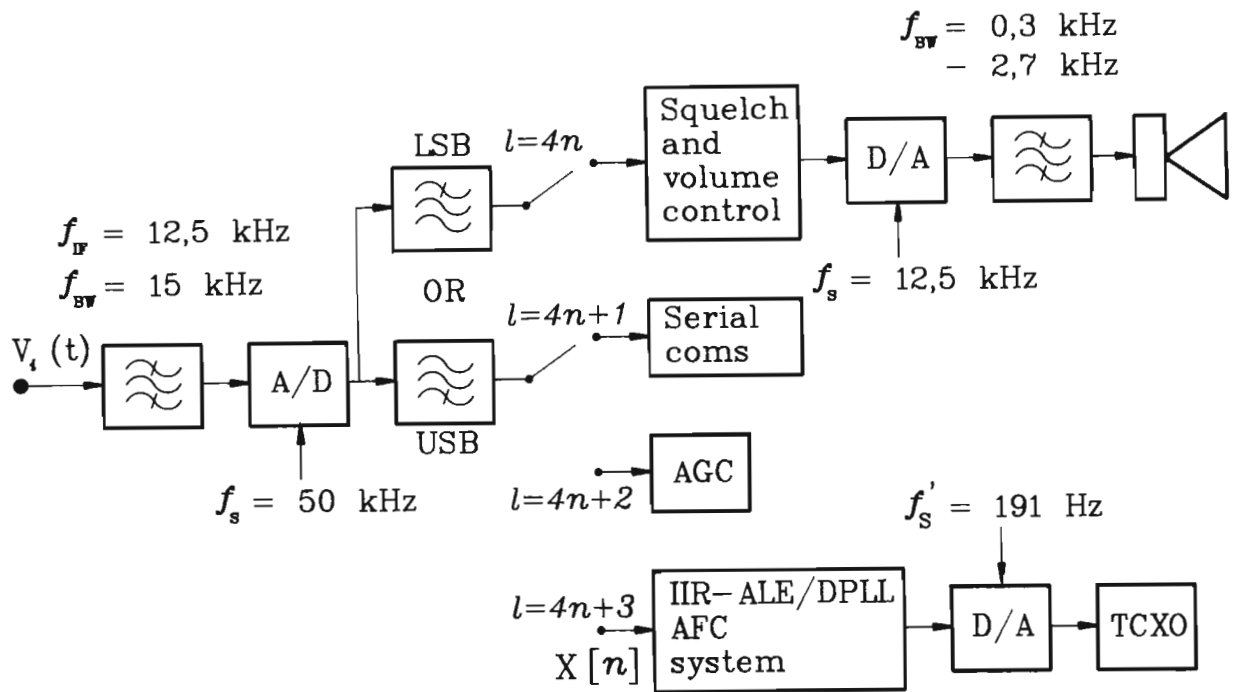 f_BW = 0,3 kHz
– 2,7 kHz
LSB
l=4n
Squelch
and
volume
control
D/A
f_IF = 12,5 kHz
f_BW = 15 kHz
OR
f_s = 12,5 kHz
l=4n+1
Serial
coms
V_i (t)
A/D
USB
f_s = 50 kHz
l=4n+2
AGC
f_S' = 191 Hz
l=4n+3
X [n]
IIR–ALE/DPLL
AFC
system
D/A
TCXO